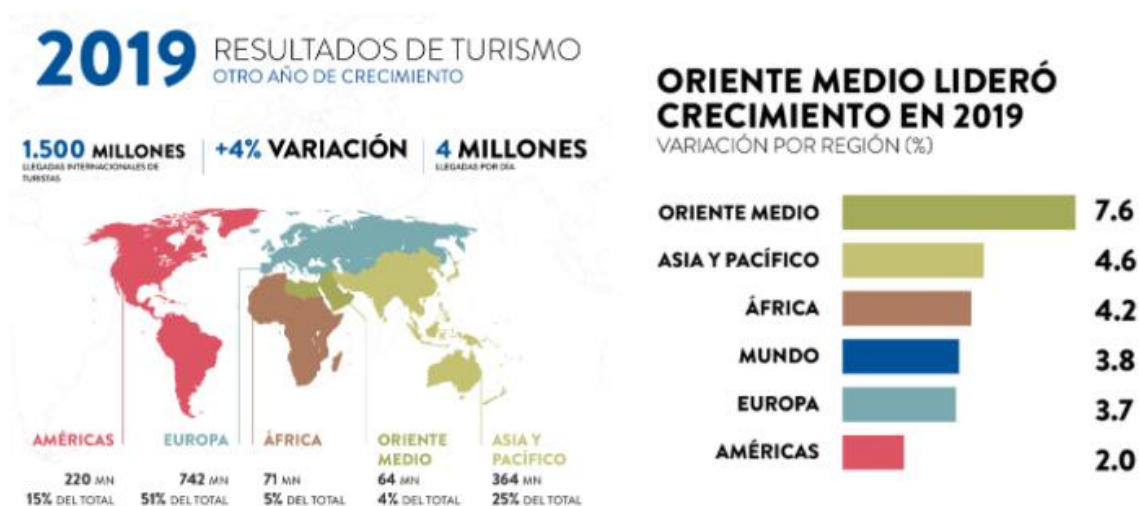 2019 RESULTADOS DE TURISMO
OTRO AÑO DE CRECIMIENTO
1.500 MILLONES
LLEGADAS INTERNACIONALES DE
TURISTAS
+4% VARIACIÓN
4 MILLONES
LLEGADAS POR DÍA
AMÉRICAS
220 MN
15% DEL TOTAL
EUROPA
742 MN
51% DEL TOTAL
ÁFRICA
71 MN
5% DEL TOTAL
ORIENTE
MEDIO
64 MN
4% DEL TOTAL
ASIA Y
PACÍFICO
364 MN
25% DEL TOTAL
ORIENTE MEDIO LIDERÓ
CRECIMIENTO EN 2019
VARIACIÓN POR REGIÓN (%)
ORIENTE MEDIO 7.6
ASIA Y PACÍFICO 4.6
ÁFRICA 4.2
MUNDO 3.8
EUROPA 3.7
AMÉRICAS 2.0